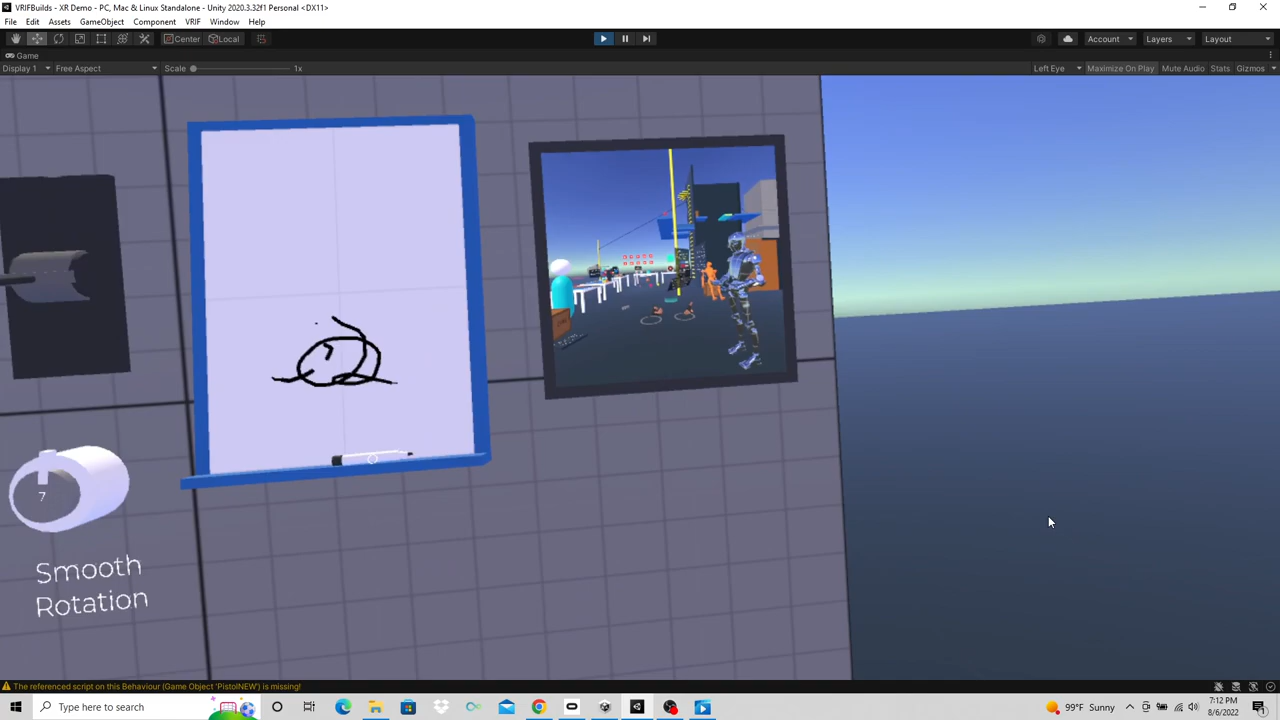 VRIFBuilds - XR Demo - PC, Mac & Linux Standalone - Unity 2020.3.32f1 Personal <DX11>
File Edit Assets GameObject Component VRIF Window Help
Center Local Account Layers Layout
Game
Display 1 Free Aspect Scale 1x Left Eye Maximize On Play Mute Audio Stats Gizmos
7
Smooth
Rotation
The referenced script on this Behaviour (Game Object 'PistolNEW') is missing!
Type here to search
99°F Sunny
7:12 PM
8/6/2022